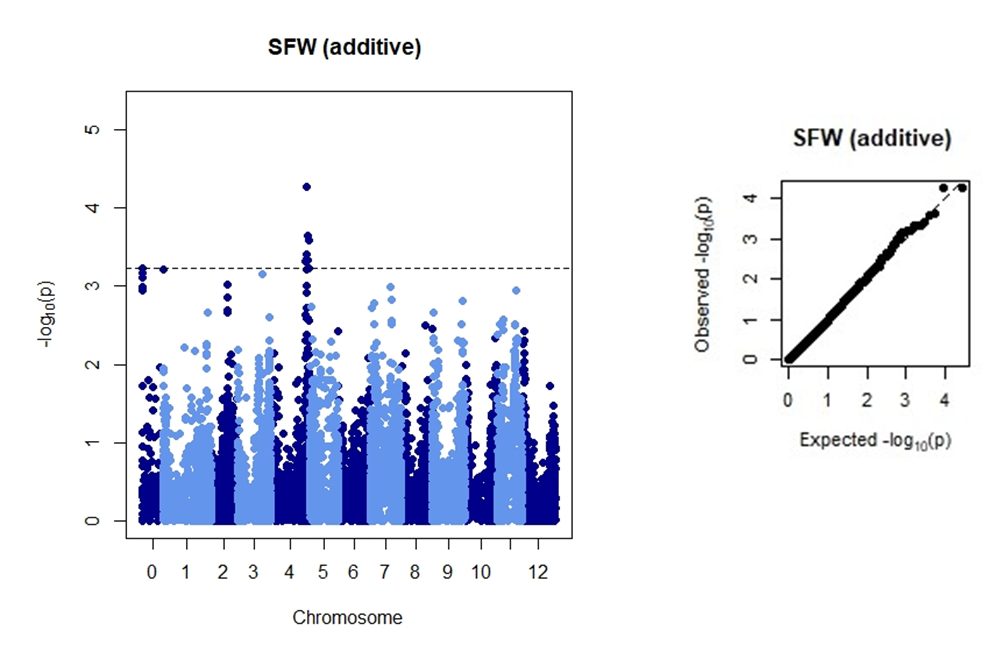 SFW (additive)
5
4
3
2
1
0
-log10(p)
0 1 2 3 4 5 6 7 8 9 10 12
Chromosome
SFW (additive)
4
3
2
1
0
Observed -log10(p)
0 1 2 3 4
Expected -log10(p)